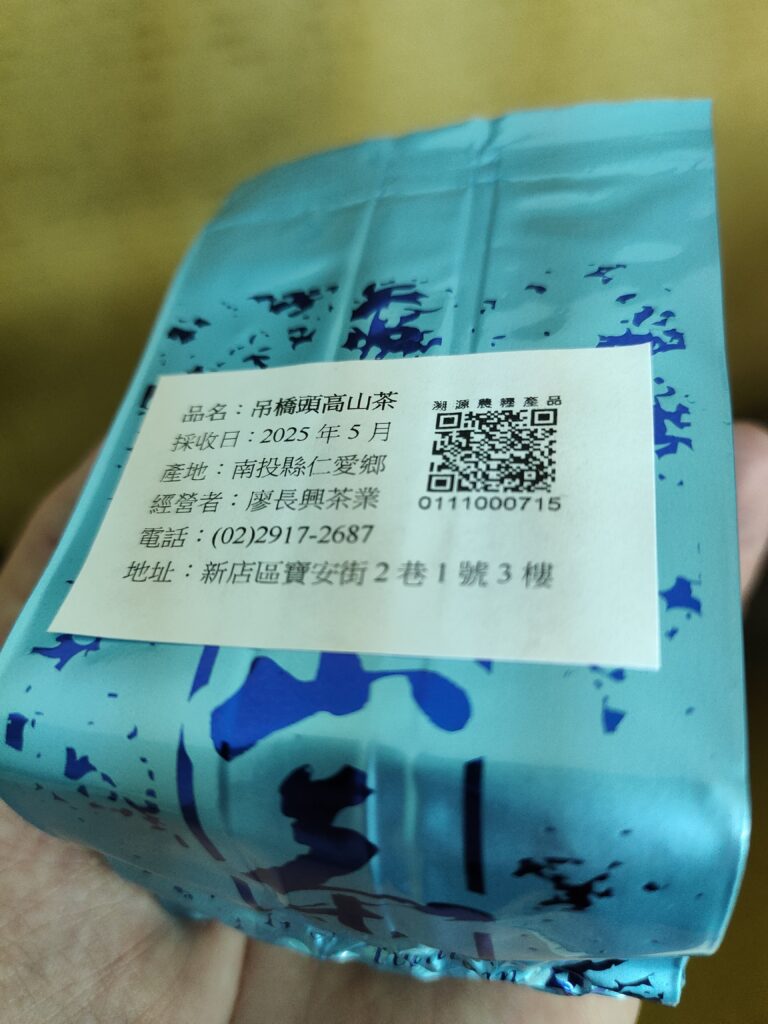 品名：吊橋頭高山茶
採收日：2025 年 5 月
產地：南投縣仁愛鄉
經營者：廖長興茶業
電話：(02)2917-2687
地址：新店區寶安街 2 巷 1 號 3 樓
溯源農糧產品
0111000715